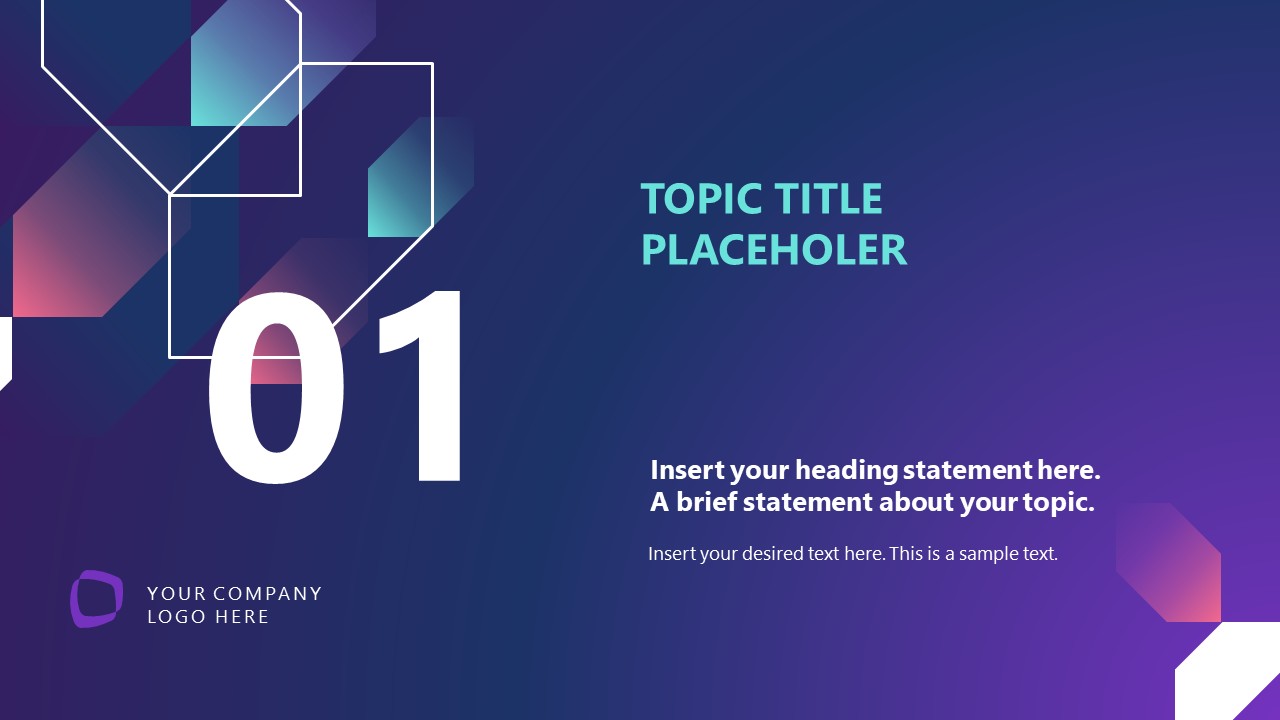 TOPIC TITLE
PLACEHOLER
01
Insert your heading statement here.
A brief statement about your topic.
Insert your desired text here. This is a sample text.
YOUR COMPANY
LOGO HERE